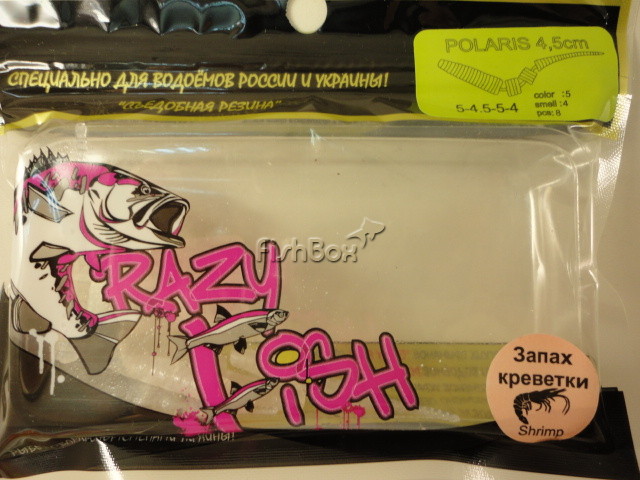 POLARIS 4,5cm
СПЕЦИАЛЬНО ДЛЯ ВОДОЁМОВ РОССИИ И УКРАИНЫ!
"СЪЕДОБНАЯ РЕЗИНА"
color :5
small :4
pcs: 8
5-4.5-5-4
fishBox
CRAZY
FISH
Запах
креветки
Shrimp